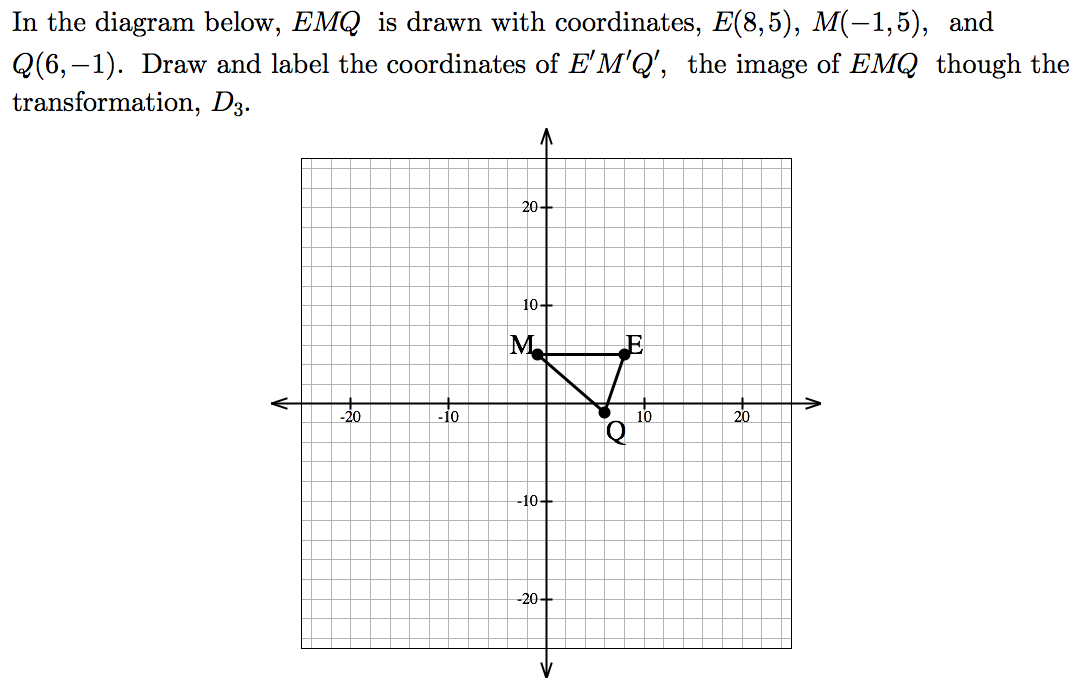 In the diagram below, EMQ is drawn with coordinates, E(8,5), M(−1,5), and
Q(6,−1). Draw and label the coordinates of E′M′Q′, the image of EMQ though the
transformation, D₃.
20
10
M E
-20 -10 10 20
Q
-10
-20